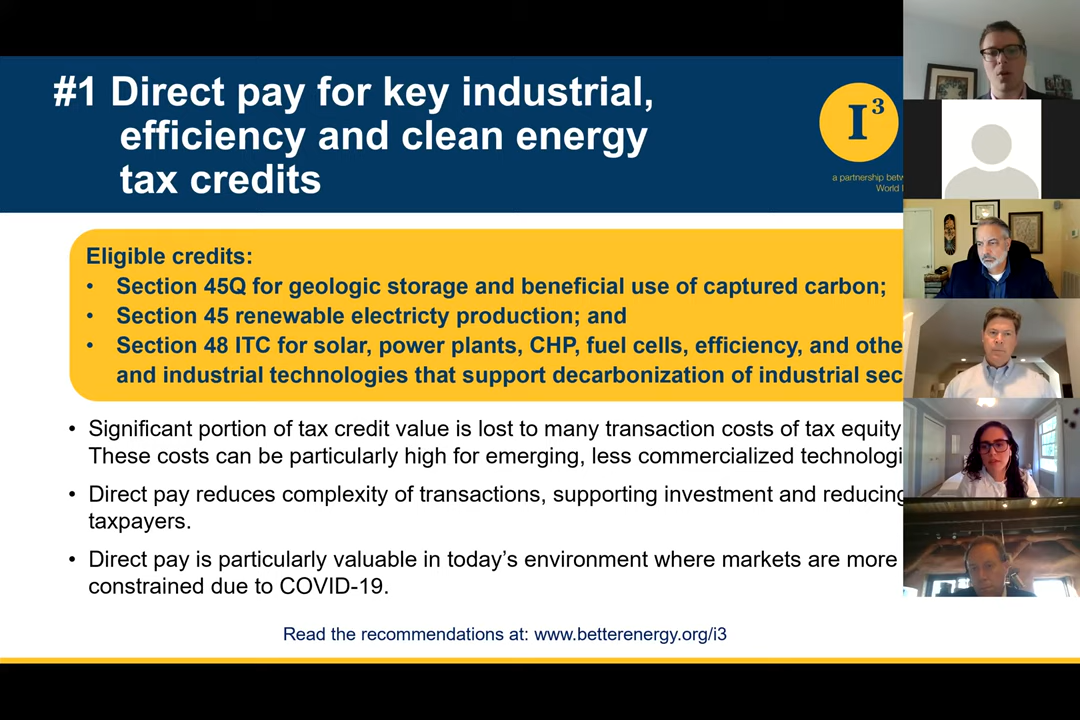 #1 Direct pay for key industrial,
efficiency and clean energy
tax credits
I³
a partnership
World
Eligible credits:
• Section 45Q for geologic storage and beneficial use of captured carbon;
• Section 45 renewable electricty production; and
• Section 48 ITC for solar, power plants, CHP, fuel cells, efficiency, and
and industrial technologies that support decarbonization of industrial
• Significant portion of tax credit value is lost to many transaction costs of tax equity
These costs can be particularly high for emerging, less commercialized
• Direct pay reduces complexity of transactions, supporting investment and reducing
taxpayers.
• Direct pay is particularly valuable in today's environment where markets are more
constrained due to COVID-19.
Read the recommendations at: www.betterenergy.org/i3